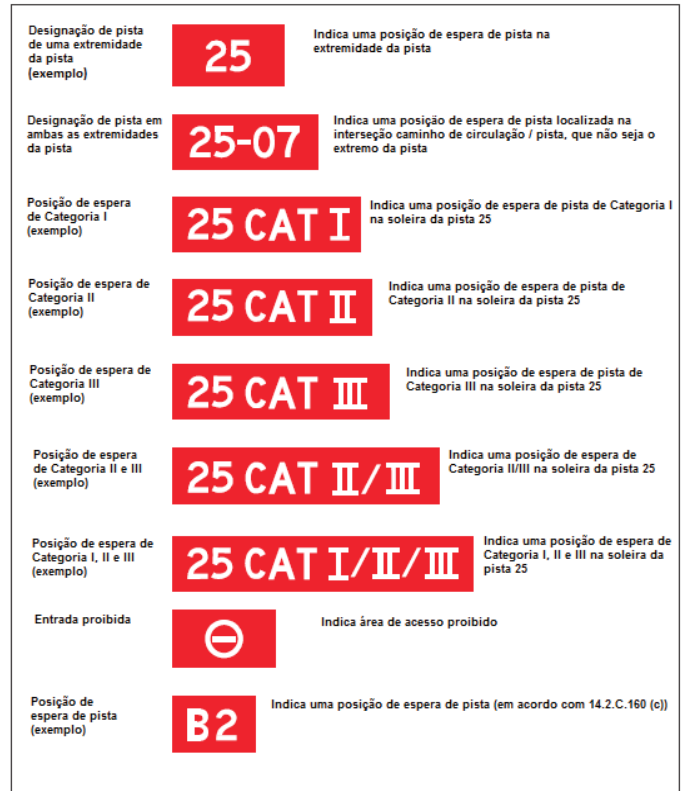 Designação de pista
de uma extremidade
da pista
(exemplo)
25
Indica uma posição de espera de pista na
extremidade da pista
Designação de pista em
ambas as extremidades
da pista
25-07
Indica uma posição de espera de pista localizada na
interseção caminho de circulação / pista, que não seja o
extremo da pista
Posição de espera
de Categoria I
(exemplo)
25 CAT I
Indica uma posição de espera de pista de Categoria I
na soleira da pista 25
Posição de espera de
Categoria II
(exemplo)
25 CAT II
Indica uma posição de espera de pista de
Categoria II na soleira da pista 25
Posição de espera de
Categoria III
(exemplo)
25 CAT III
Indica uma posição de espera de pista de
Categoria III na soleira da pista 25
Posição de espera
de Categoria II e III
(exemplo)
25 CAT II/III
Indica uma posição de espera de
Categoria II/III na soleira da pista 25
Posição de espera de
Categoria I, II e III
(exemplo)
25 CAT I/II/III
Indica uma posição de espera de
Categoria I, II e III na soleira da
pista 25
Entrada proibida
Indica área de acesso proibido
Posição de
espera de pista
(exemplo)
B2
Indica uma posição de espera de pista (em acordo com 14.2.C.160 (c))